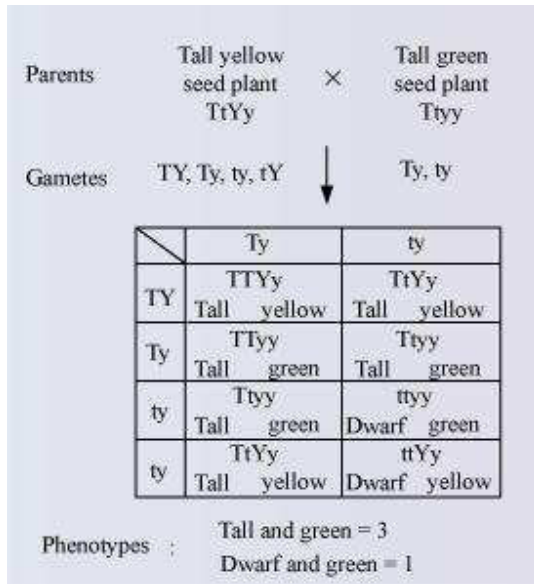 Parents
Tall yellow
seed plant
TtYy
×
Tall green
seed plant
Ttyy
Gametes
TY, Ty, ty, tY
Ty, ty
Ty
ty
TY
TTYy
Tall yellow
TtYy
Tall yellow
Ty
TTyy
Tall green
Ttyy
Tall green
ty
Ttyy
Tall green
ttyy
Dwarf green
ty
TtYy
Tall yellow
ttYy
Dwarf yellow
Phenotypes :
Tall and green = 3
Dwarf and green = 1